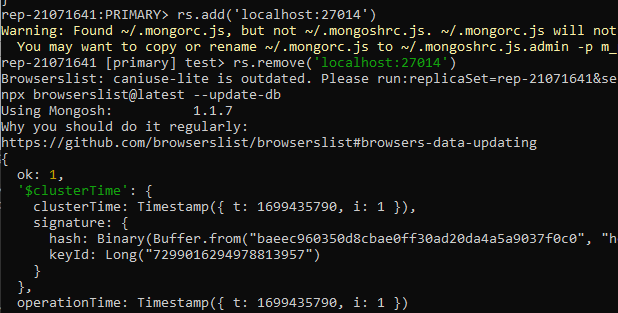 }
rep-21071641:PRIMARY> rs.add('localhost:27014')
Warning: Found ~/.mongorc.js, but not ~/.mongoshrc.js. ~/.mongorc.js will not
You may want to copy or rename ~/.mongorc.js to ~/.mongoshrc.js.admin -p m_
rep-21071641 [primary] test> rs.remove('localhost:27014')
Browserslist: caniuse-lite is outdated. Please run:replicaSet=rep-21071641&se
npx browserslist@latest --update-db
Using Mongosh: 1.1.7
Why you should do it regularly:
https://github.com/browserslist/browserslist#browsers-data-updating
{
ok: 1,
'$clusterTime': {
clusterTime: Timestamp({ t: 1699435790, i: 1 }),
signature: {
hash: Binary(Buffer.from("baeec960350d8cbae0ff30ad20da4a5a9037f0c0", "h
keyId: Long("7299016294978813957")
}
},
operationTime: Timestamp({ t: 1699435790, i: 1 })